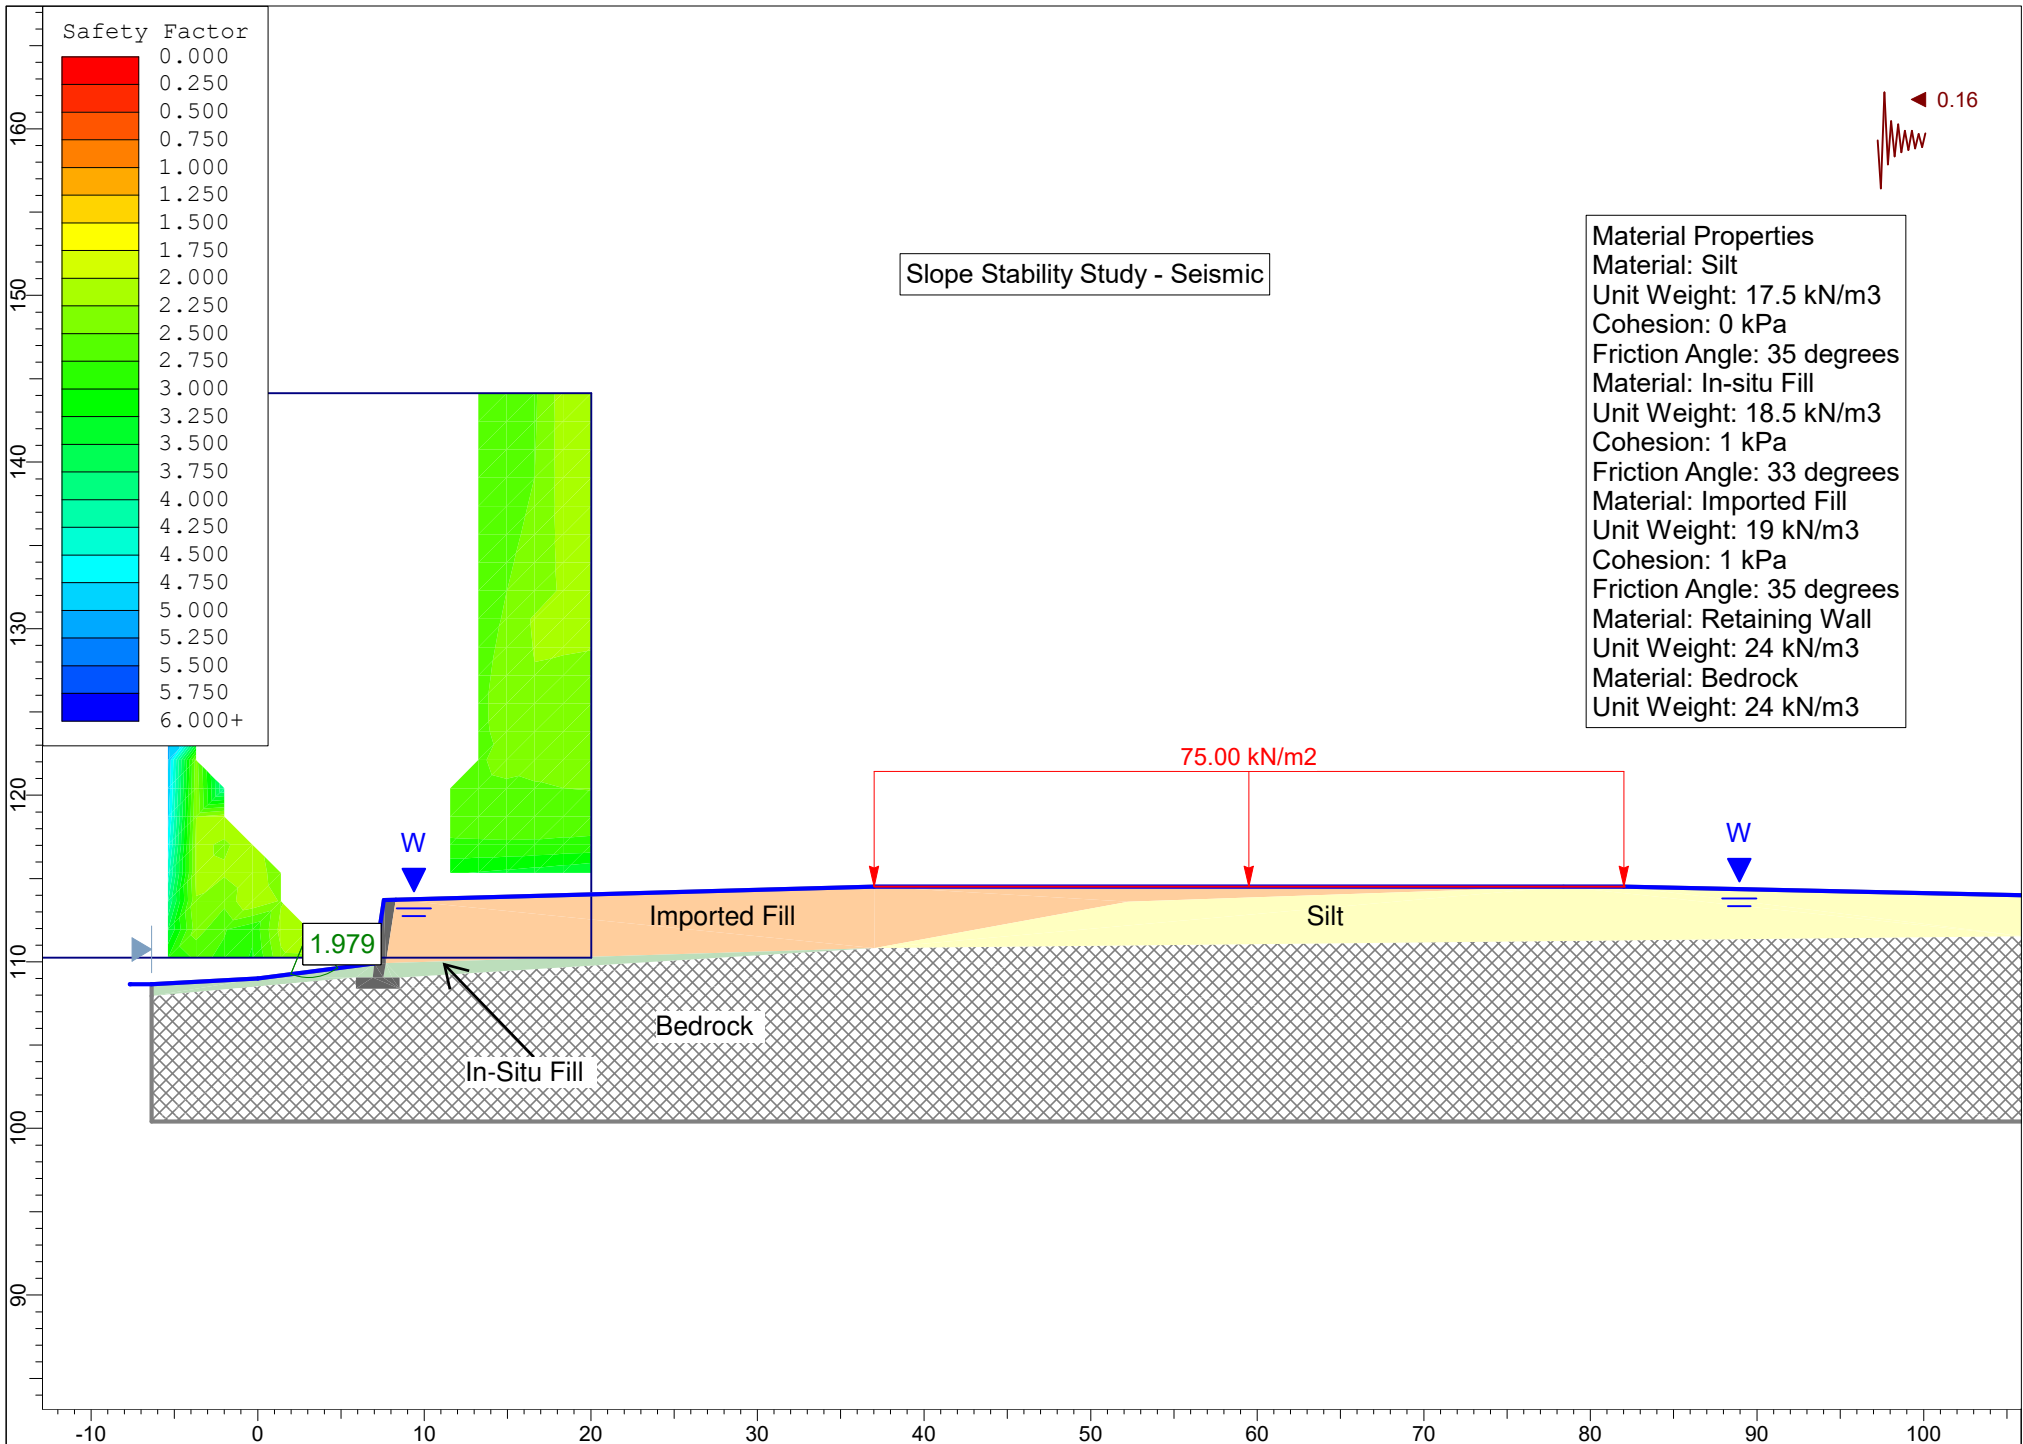 Safety Factor
0.000
0.250
0.500
0.750
1.000
1.250
1.500
1.750
2.000
2.250
2.500
2.750
3.000
3.250
3.500
3.750
4.000
4.250
4.500
4.750
5.000
5.250
5.500
5.750
6.000+
0.16
Slope Stability Study - Seismic
Material Properties
Material: Silt
Unit Weight: 17.5 kN/m3
Cohesion: 0 kPa
Friction Angle: 35 degrees
Material: In-situ Fill
Unit Weight: 18.5 kN/m3
Cohesion: 1 kPa
Friction Angle: 33 degrees
Material: Imported Fill
Unit Weight: 19 kN/m3
Cohesion: 1 kPa
Friction Angle: 35 degrees
Material: Retaining Wall
Unit Weight: 24 kN/m3
Material: Bedrock
Unit Weight: 24 kN/m3
75.00 kN/m2
W
W
1.979
Imported Fill
Silt
Bedrock
In-Situ Fill
160
150
140
130
120
110
100
90
-10
0
10
20
30
40
50
60
70
80
90
100